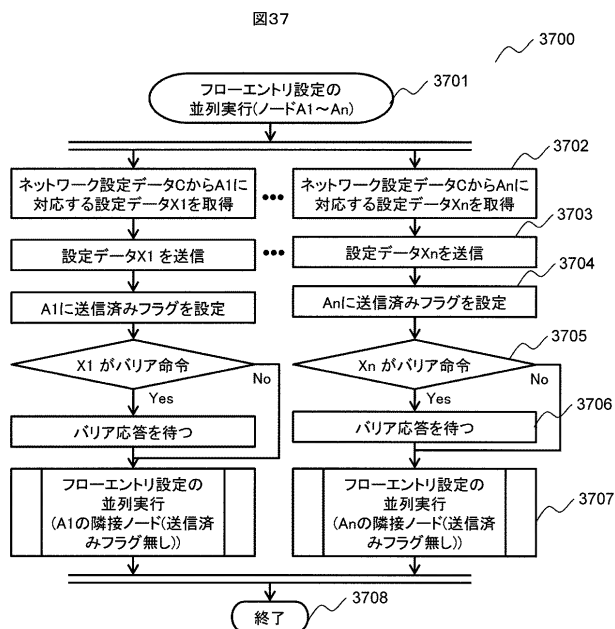 図37
3700
フローエントリ設定の
並列実行(ノードA1～An)
3701
ネットワーク設定データCからA1に
対応する設定データX1を取得
•••
ネットワーク設定データCからAnに
対応する設定データXnを取得
3702
設定データX1 を送信
•••
設定データXnを送信
3703
A1に送信済みフラグを設定
Anに送信済みフラグを設定
3704
X1 がバリア命令
Xn がバリア命令
3705
No
Yes
No
Yes
バリア応答を待つ
バリア応答を待つ
3706
フローエントリ設定の
並列実行
(A1の隣接ノード(送信済
みフラグ無し))
フローエントリ設定の
並列実行
(Anの隣接ノード(送信済
みフラグ無し))
3707
終了
3708